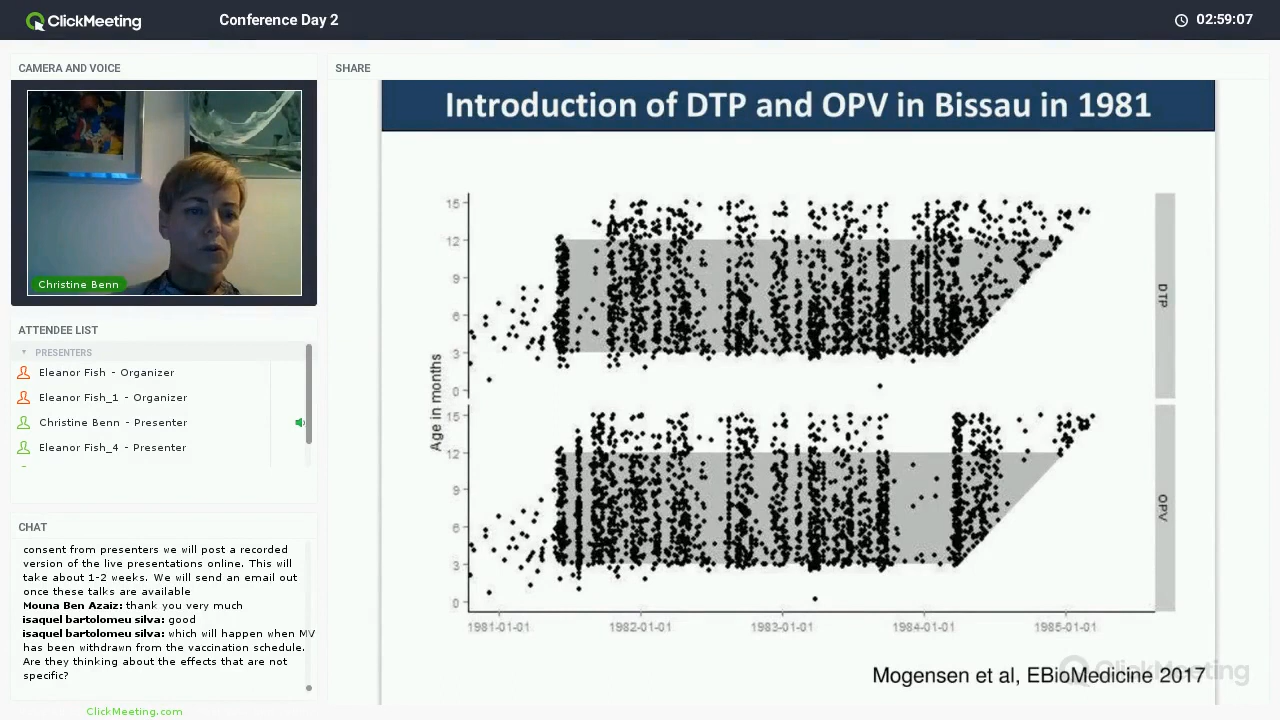 ClickMeeting
Conference Day 2
02:59:07
CAMERA AND VOICE
Christine Benn
ATTENDEE LIST
PRESENTERS
Eleanor Fish - Organizer
Eleanor Fish_1 - Organizer
Christine Benn - Presenter
Eleanor Fish_4 - Presenter
CHAT
consent from presenters we will post a recorded
version of the live presentations online. This will
take about 1-2 weeks. We will send an email out
once these talks are available
Mouna Ben Azaiz: thank you very much
isaquel bartolomeu silva: good
isaquel bartolomeu silva: which will happen when MV
has been withdrawn from the vaccination schedule.
Are they thinking about the effects that are not
specific?
ClickMeeting.com
SHARE
Introduction of DTP and OPV in Bissau in 1981
Age in months
15
12
9
6
3
0
DTP
15
12
9
6
3
0
OPV
1981-01-01
1982-01-01
1983-01-01
1984-01-01
1985-01-01
Mogensen et al, EBioMedicine 2017
ClickMeeting